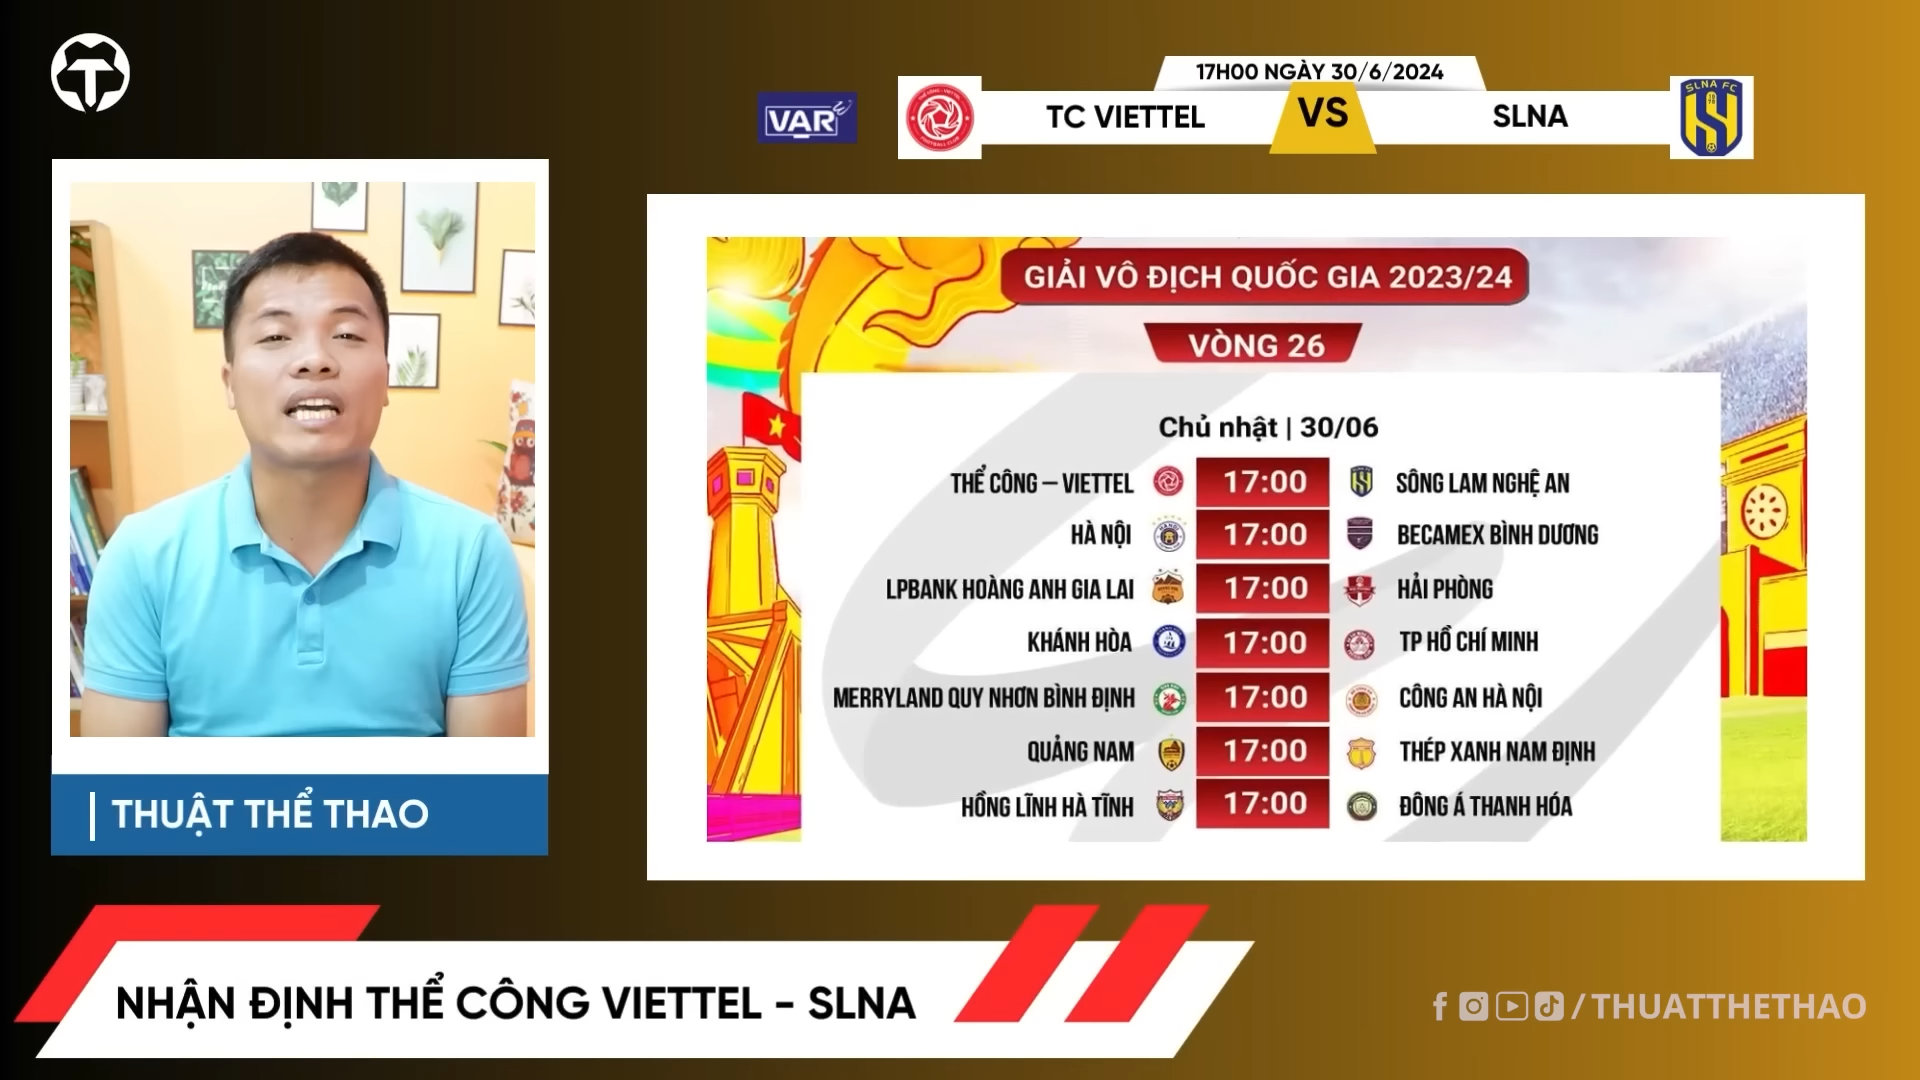 17H00 NGÀY 30/6/2024
VAR
TC VIETTEL VS SLNA
SLNA FC
GIẢI VÔ ĐỊCH QUỐC GIA 2023/24
VÒNG 26
Chủ nhật | 30/06
THỂ CÔNG – VIETTEL 17:00 SÔNG LAM NGHỆ AN
HÀ NỘI 17:00 BECAMEX BÌNH DƯƠNG
LPBANK HOÀNG ANH GIA LAI 17:00 HẢI PHÒNG
KHÁNH HÒA 17:00 TP HỒ CHÍ MINH
MERRYLAND QUY NHƠN BÌNH ĐỊNH 17:00 CÔNG AN HÀ NỘI
QUẢNG NAM 17:00 THÉP XANH NAM ĐỊNH
HỒNG LĨNH HÀ TĨNH 17:00 ĐÔNG Á THANH HÓA
THUẬT THỂ THAO
NHẬN ĐỊNH THỂ CÔNG VIETTEL - SLNA
/THUATTHETHAO